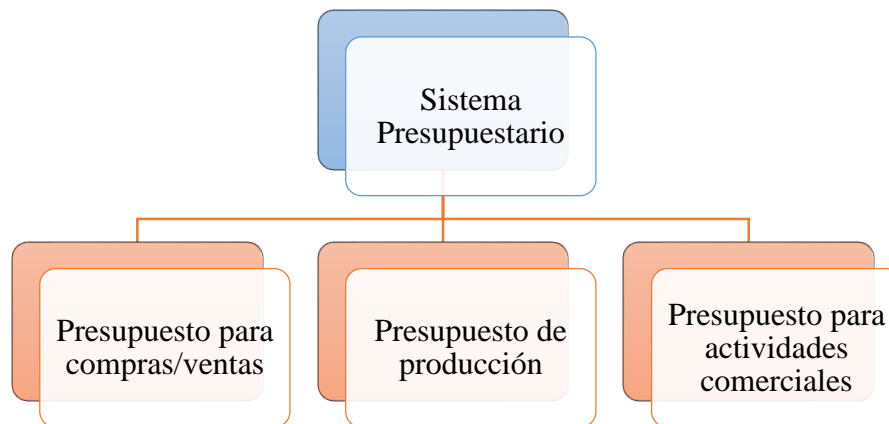 Sistema
Presupuestario
Presupuesto para
compras/ventas
Presupuesto de
producción
Presupuesto para
actividades
comerciales